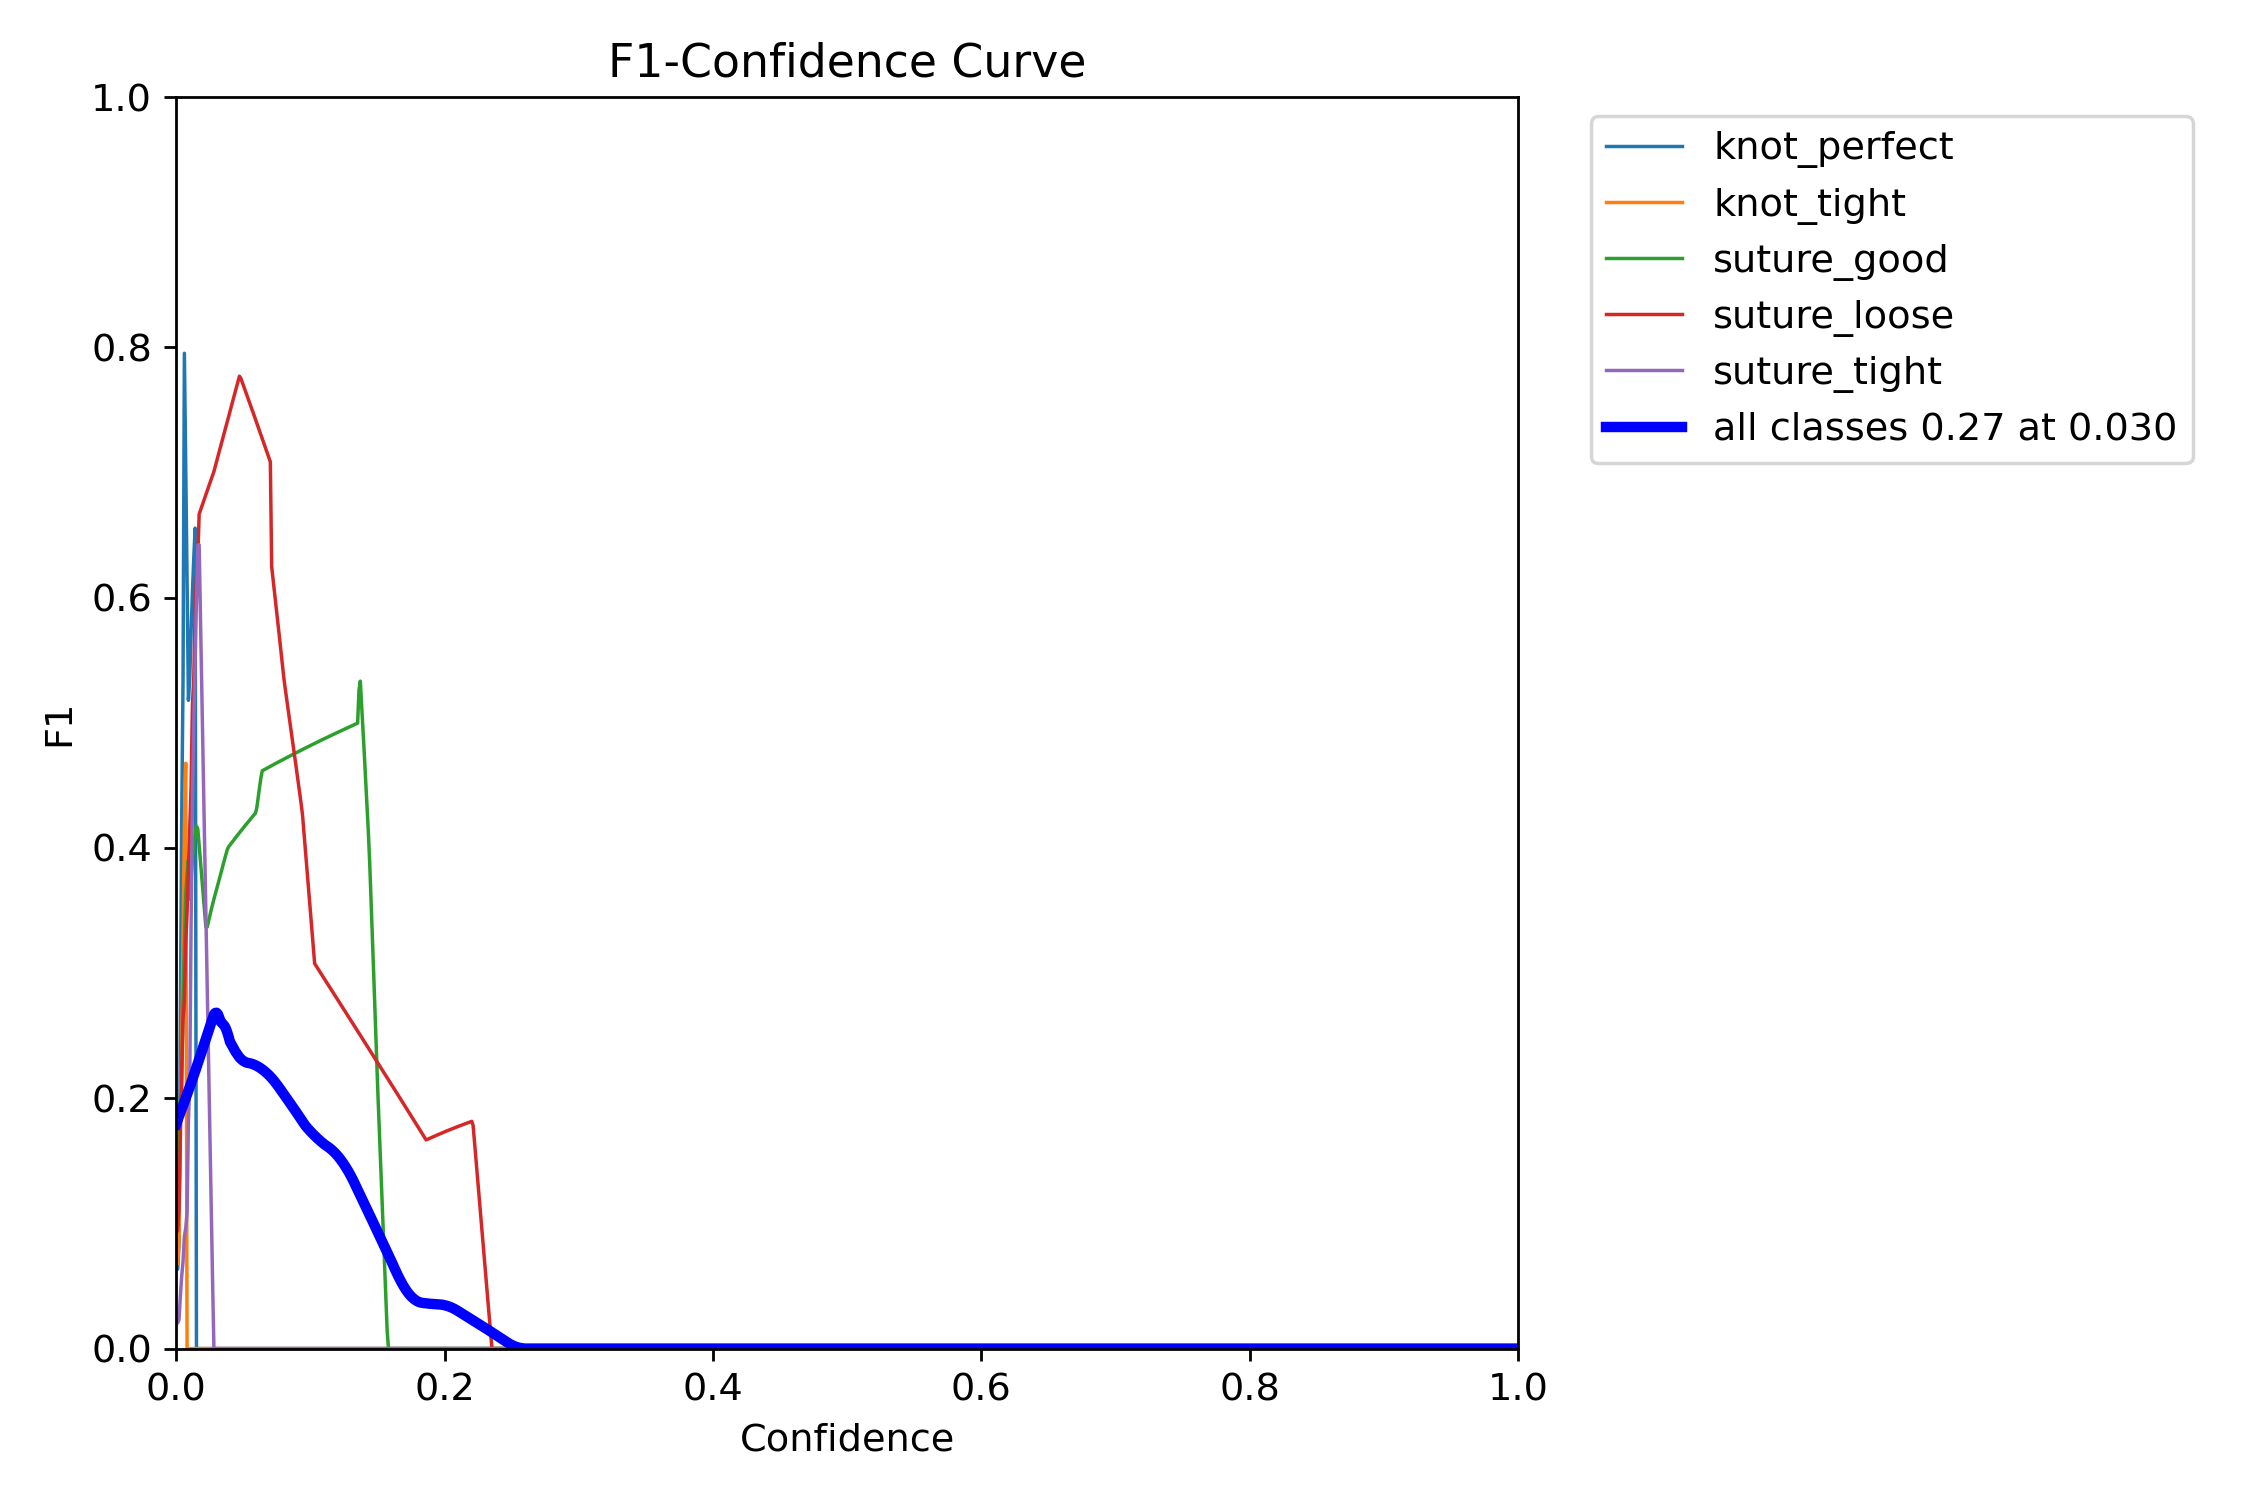 F1-Confidence Curve
1.0
0.8
0.6
0.4
0.2
0.0
F1
0.0 0.2 0.4 0.6 0.8 1.0
Confidence
knot_perfect
knot_tight
suture_good
suture_loose
suture_tight
all classes 0.27 at 0.030